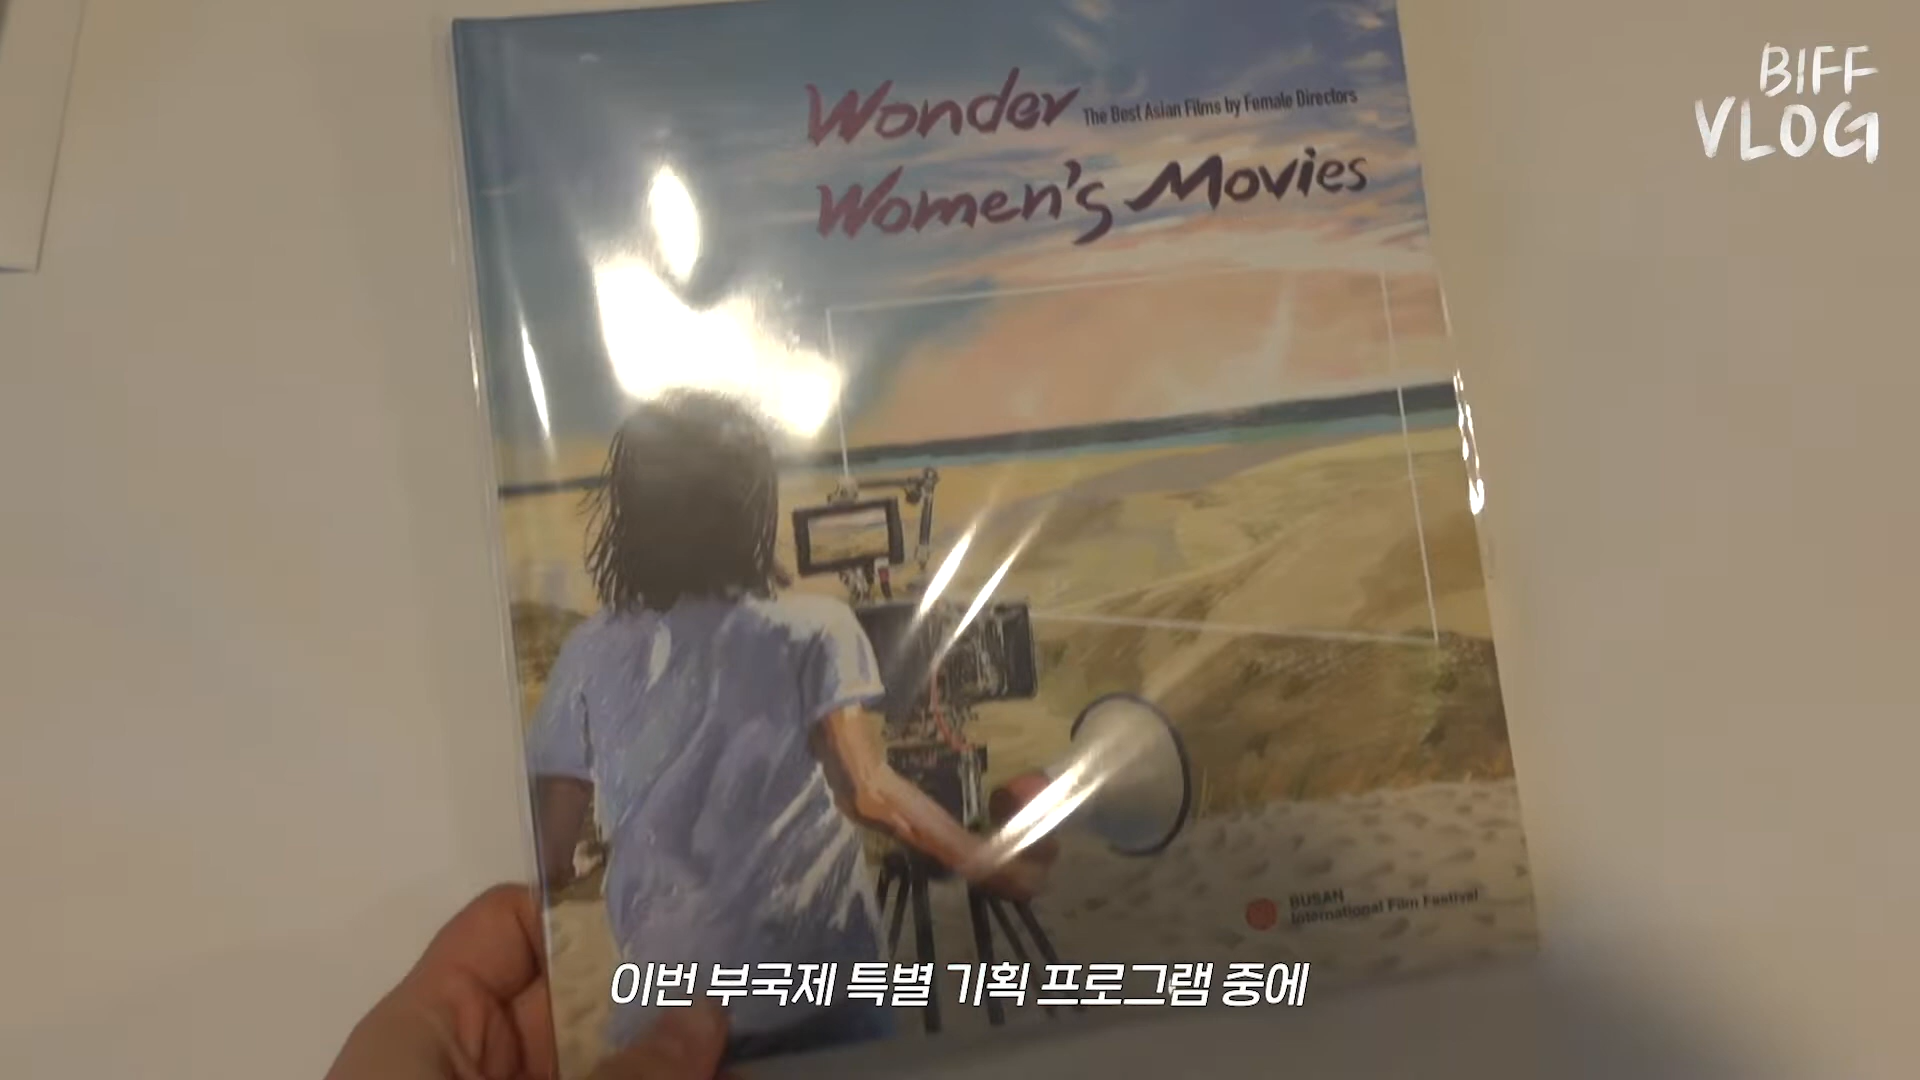 BIFF
VLOG
Wonder The Best Asian Films by Female Directors
Women's Movies
BUSAN
International Film Festival
이번 부국제 특별 기획 프로그램 중에